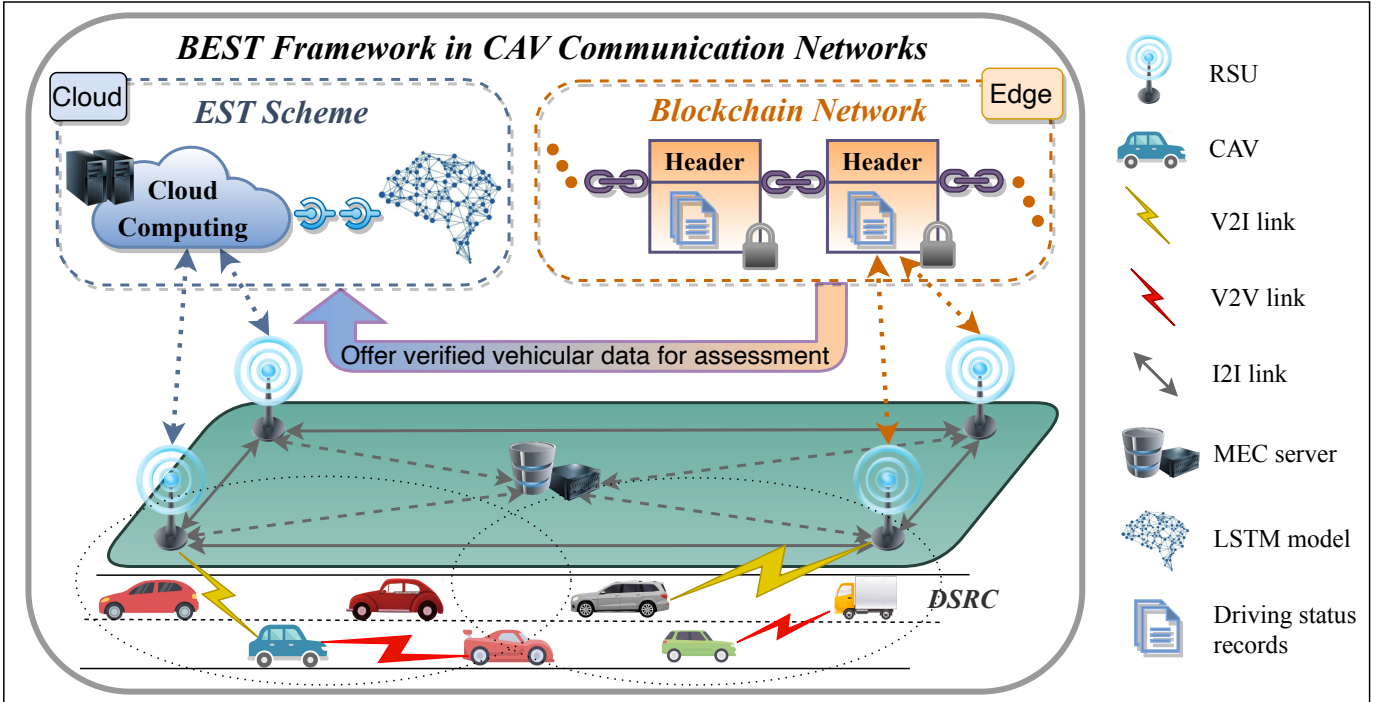 BEST Framework in CAV Communication Networks
Cloud
EST Scheme
Cloud
Computing
Edge
Blockchain Network
Header
Header
Offer verified vehicular data for assessment
DSRC
RSU
CAV
V2I link
V2V link
I2I link
MEC server
LSTM model
Driving status
records